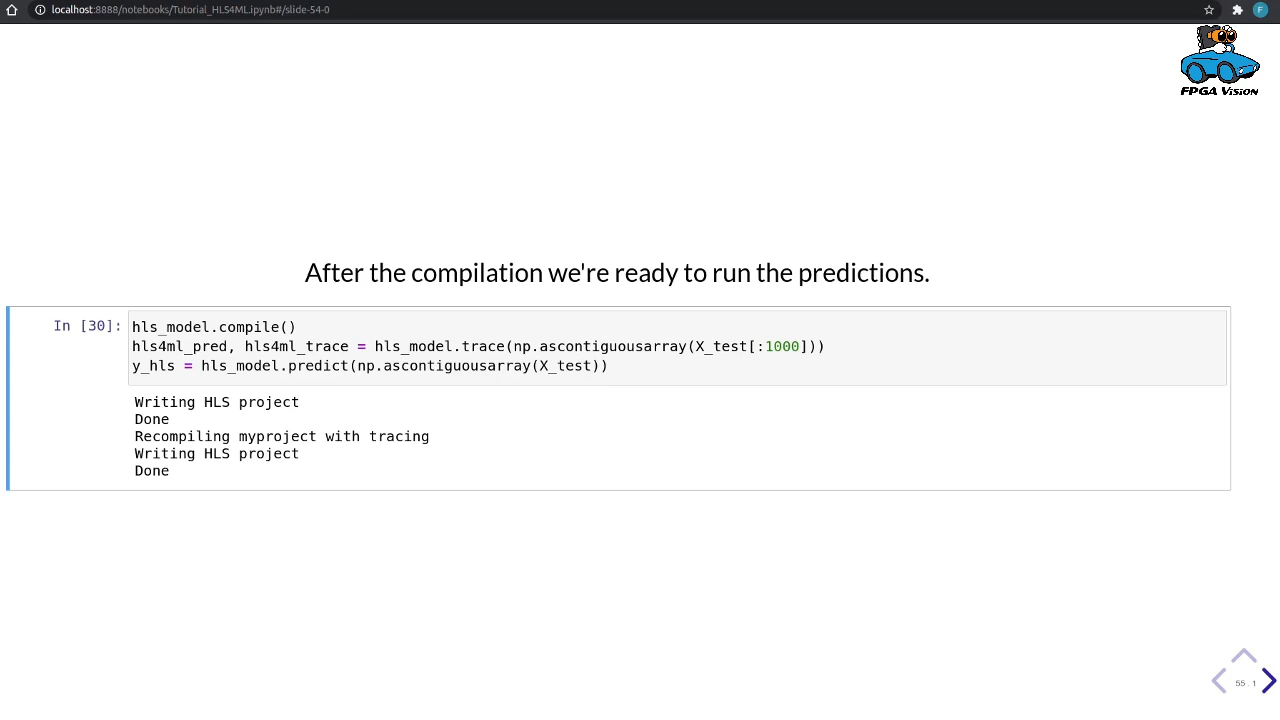 localhost:8888/notebooks/Tutorial_HLS4ML.ipynb#/slide-54-0
F
FPGA Vision
After the compilation we're ready to run the predictions.
In [30]:
hls_model.compile()
hls4ml_pred, hls4ml_trace = hls_model.trace(np.ascontiguousarray(X_test[:1000]))
y_hls = hls_model.predict(np.ascontiguousarray(X_test))
Writing HLS project
Done
Recompiling myproject with tracing
Writing HLS project
Done
55 . 1